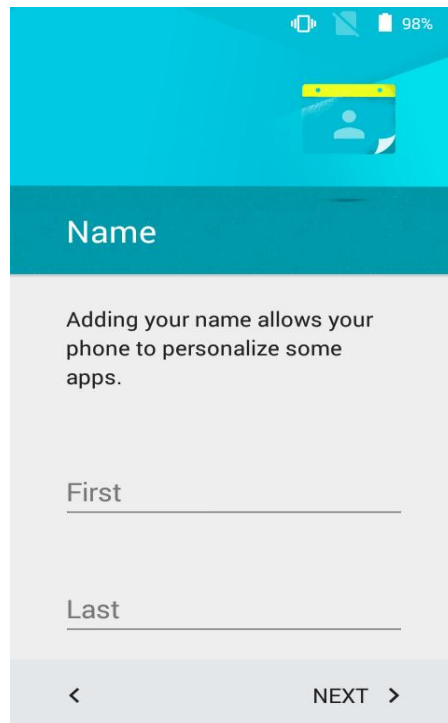 98%
Name
Adding your name allows your
phone to personalize some
apps.
First
Last
NEXT